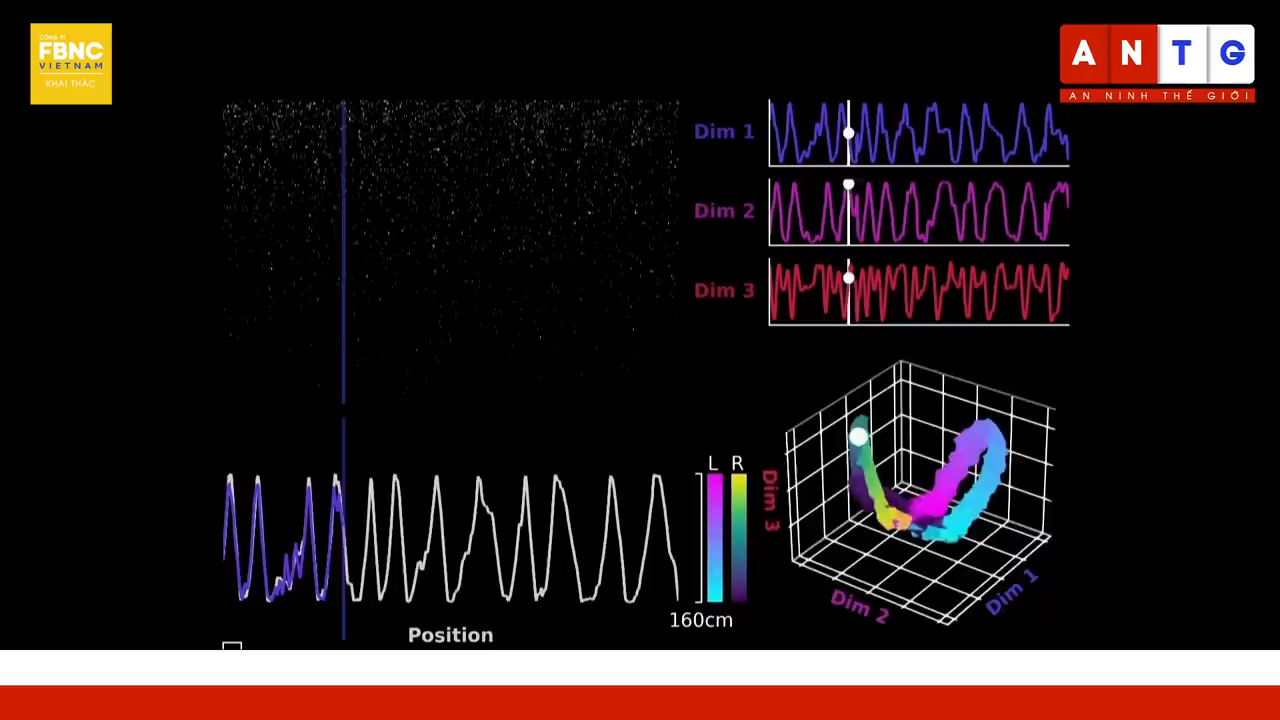 CÔNG TY
FBNC
VIETNAM
KHAI THÁC
ANTG
AN NINH THẾ GIỚI
Dim 1
Dim 2
Dim 3
L R
160cm
Position
Dim 3
Dim 2
Dim 1